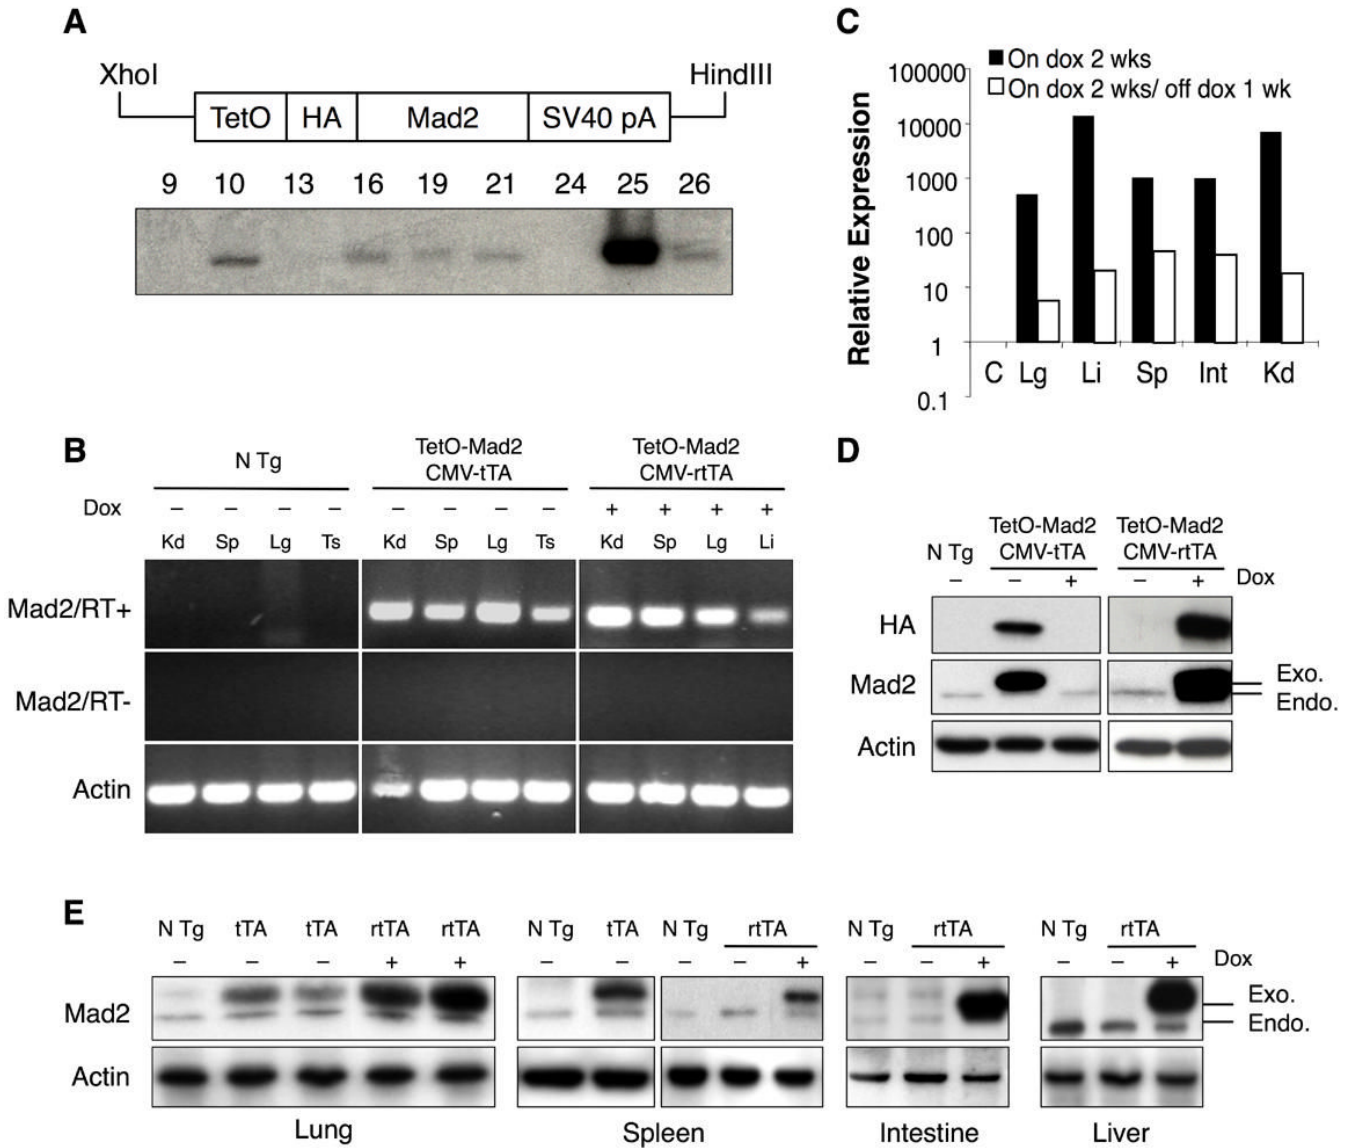 A
XhoI
HindIII
TetO HA Mad2 SV40 pA
9 10 13 16 19 21 24 25 26
B
N Tg
TetO-Mad2
CMV-tTA
TetO-Mad2
CMV-rtTA
Dox – – – – – – – – + + + +
Kd Sp Lg Ts Kd Sp Lg Ts Kd Sp Lg Li
Mad2/RT+
Mad2/RT-
Actin
C
On dox 2 wks
On dox 2 wks/ off dox 1 wk
Relative Expression
100000
10000
1000
100
10
1
0.1
C Lg Li Sp Int Kd
D
N Tg
TetO-Mad2
CMV-tTA
TetO-Mad2
CMV-rtTA
– – + – + Dox
HA
Mad2
Exo.
Endo.
Actin
E
N Tg tTA tTA rtTA rtTA N Tg tTA N Tg rtTA N Tg rtTA N Tg rtTA
– – – + + – – – – + – – + – – + Dox
Mad2
Exo.
Endo.
Actin
Lung Spleen Intestine Liver